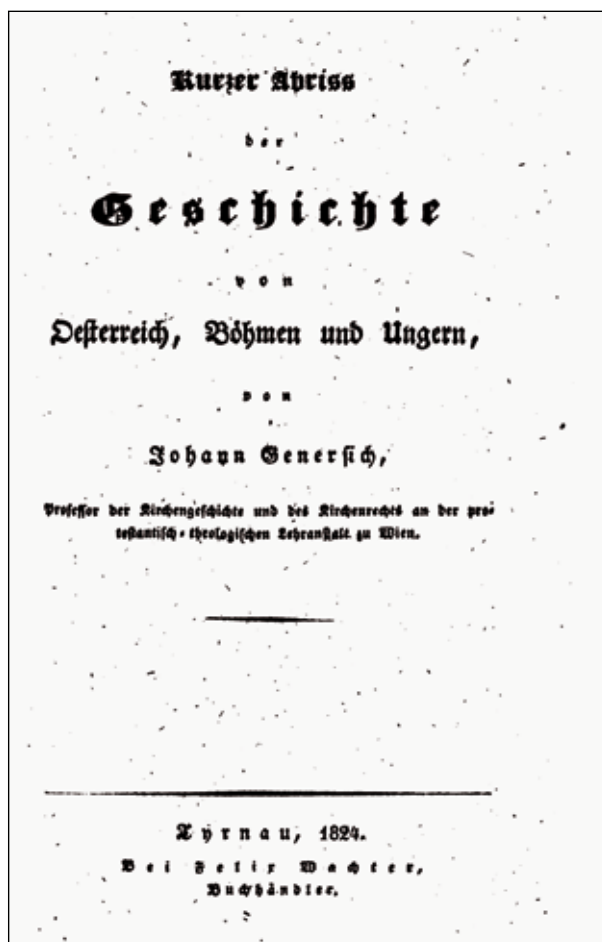 Kurzer Abriss
der
Geschichte
von
Oesterreich, Böhmen und Ungern,
von
Johann Genersich,
Professor der Kirchengeschichte und des Kirchenrechts an der pro-
testantisch-theologischen Lehranstalt zu Wien.
Tyrnau, 1824.
Bei Felix Wachter,
Buchhändler.